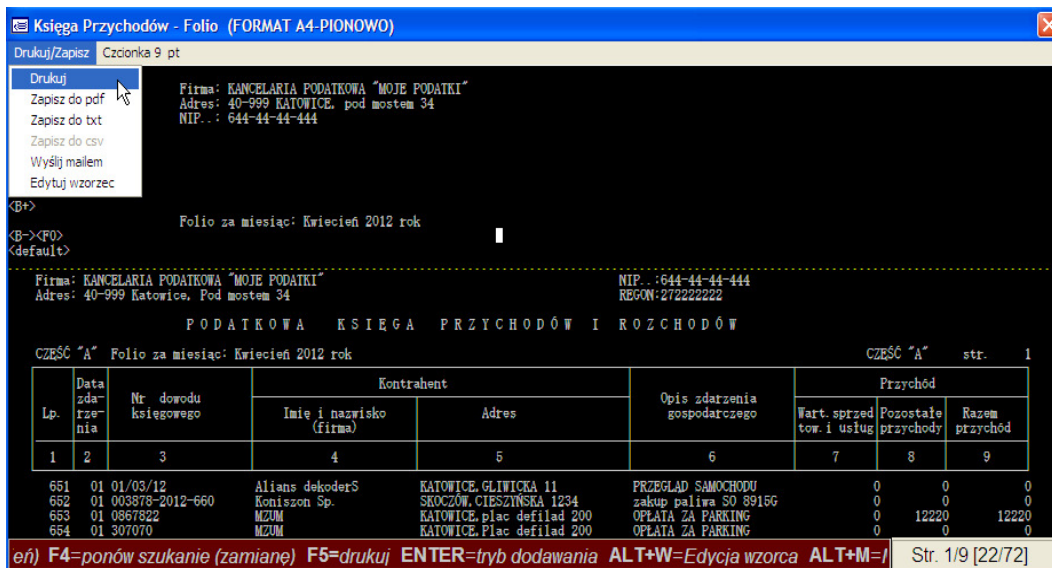 Księga Przychodów - Folio (FORMAT A4-PIONOWO)
Drukuj/Zapisz Czcionka 9 pt
Drukuj
Zapisz do pdf
Zapisz do txt
Zapisz do csv
Wyślij mailem
Edytuj wzorzec
Firma: KANCELARIA PODATKOWA "MOJE PODATKI"
Adres: 40-999 KATOWICE, pod mostem 34
NIP..: 644-44-44-444
<B+>
Folio za miesiąc: Kwiecień 2012 rok
<B-><F0>
<default>
Firma: KANCELARIA PODATKOWA "MOJE PODATKI" NIP..:644-44-44-444
Adres: 40-999 Katowice, Pod mostem 34 REGON:272222222
P O D A T K O W A K S I Ę G A P R Z Y C H O D Ó W I R O Z C H O D Ó W
CZĘŚĆ "A" Folio za miesiąc: Kwiecień 2012 rok CZĘŚĆ "A" str. 1
Lp.
Data
zda-
rze-
nia
Nr dowodu
księgowego
Kontrahent
Imię i nazwisko
(firma)
Adres
Opis zdarzenia
gospodarczego
Przychód
Wart.sprzed
tow.i usług
Pozostałe
przychody
Razem
przychód
1 2 3 4 5 6 7 8 9
651 01 01/03/12 Alians dekoderS KATOWICE,GLIWICKA 11 PRZEGLĄD SAMOCHODU 0 0 0
652 01 003878-2012-660 Koniszon Sp. SKOCZÓW,CIESZYŃSKA 1234 zakup paliwa SO 8915G 0 0 0
653 01 0867822 MZUM KATOWICE,plac defilad 200 OPŁATA ZA PARKING 0 12220 12220
654 01 307070 MZUM KATOWICE,Plac defilad 200 OPŁATA ZA PARKING 0 0 0
eń) F4=ponów szukanie (zamianę) F5=drukuj ENTER=tryb dodawania ALT+W=Edycja wzorca ALT+M= Str. 1/9 [22/72]